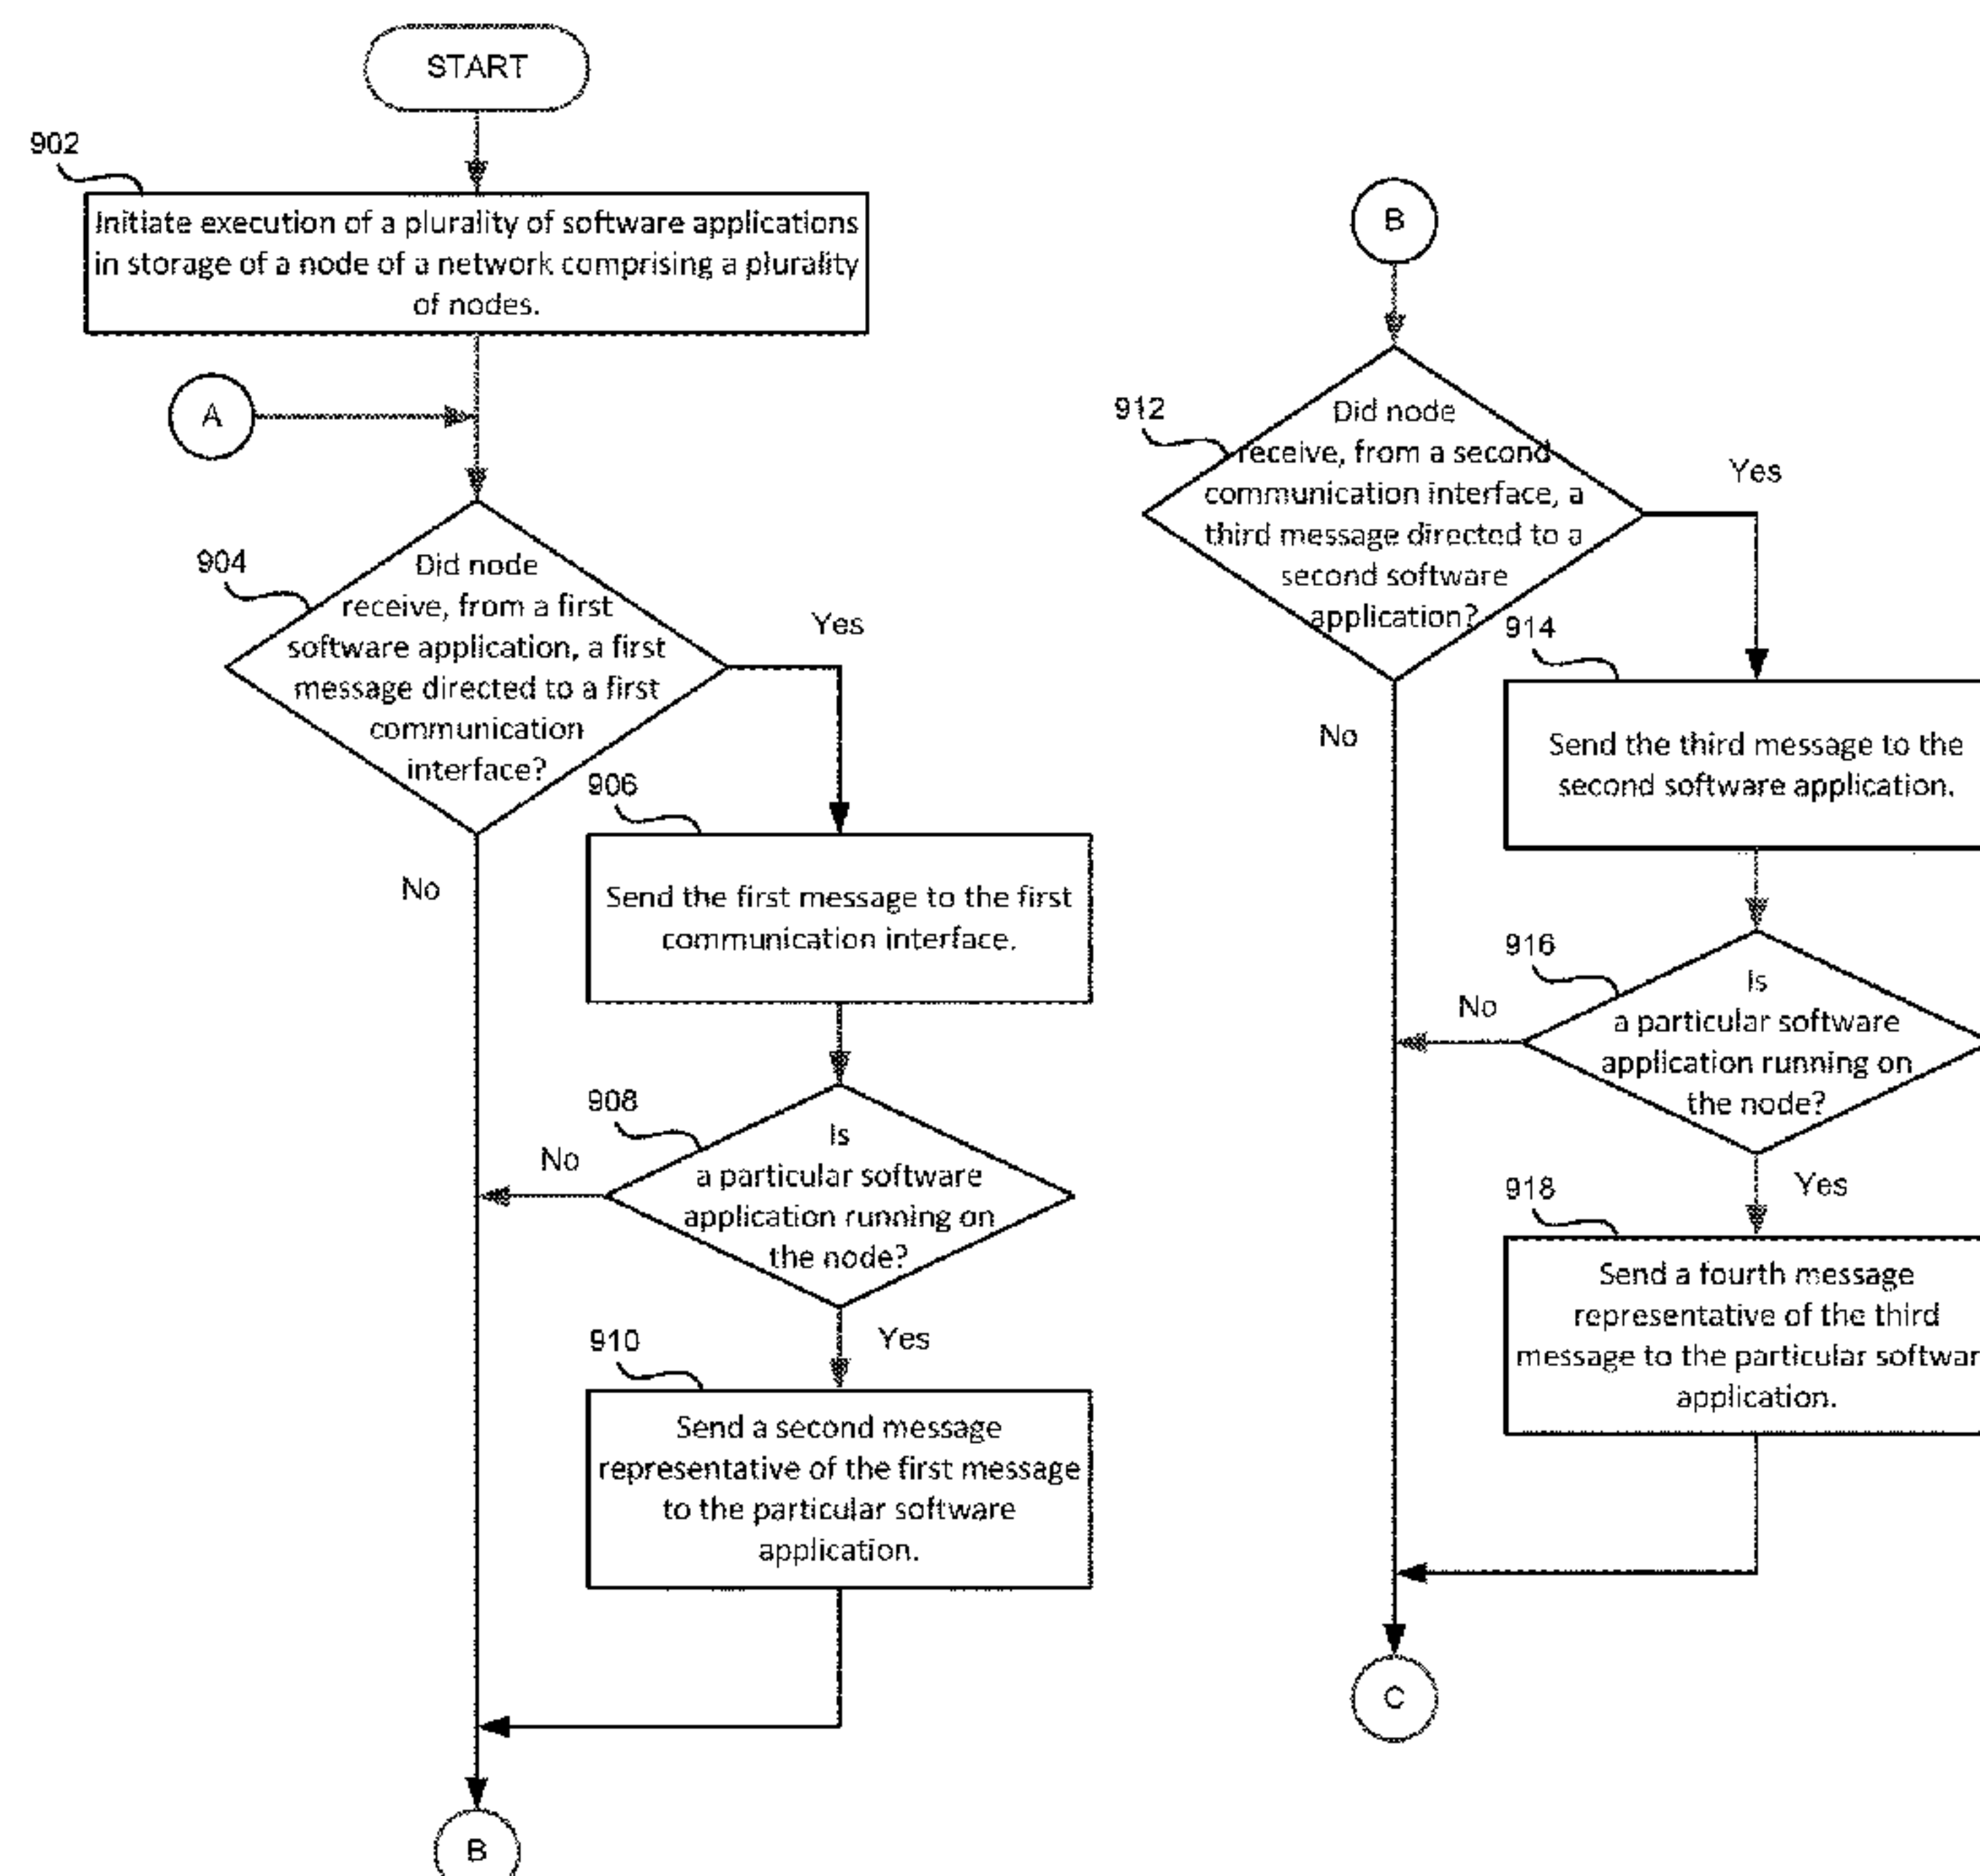 START
902
Initiate execution of a plurality of software applications
in storage of a node of a network comprising a plurality
of nodes.
A
904
Did node
receive, from a first
software application, a first
message directed to a first
communication
interface?
Yes
No
906
Send the first message to the first
communication interface.
908
Is
a particular software
application running on
the node?
No
Yes
910
Send a second message
representative of the first message
to the particular software
application.
B
B
912
Did node
receive, from a second
communication interface, a
third message directed to a
second software
application?
Yes
No
914
Send the third message to the
second software application.
916
Is
a particular software
application running on
the node?
No
Yes
918
Send a fourth message
representative of the third
message to the particular softwar
application.
C